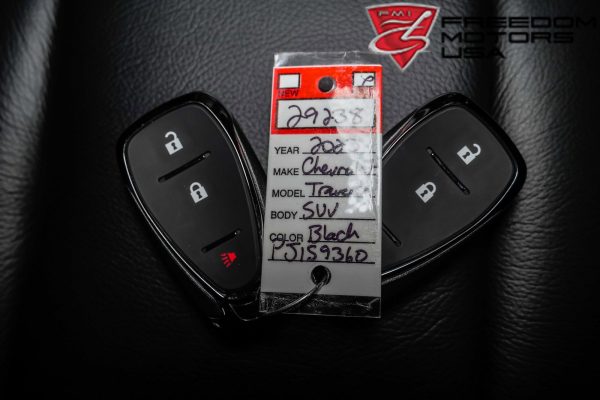 FMI
FREEDOM
MOTORS
USA
NEW
29238
YEAR
MAKE Chevrolet
MODEL Traverse
BODY SUV
COLOR Black
PJ159360